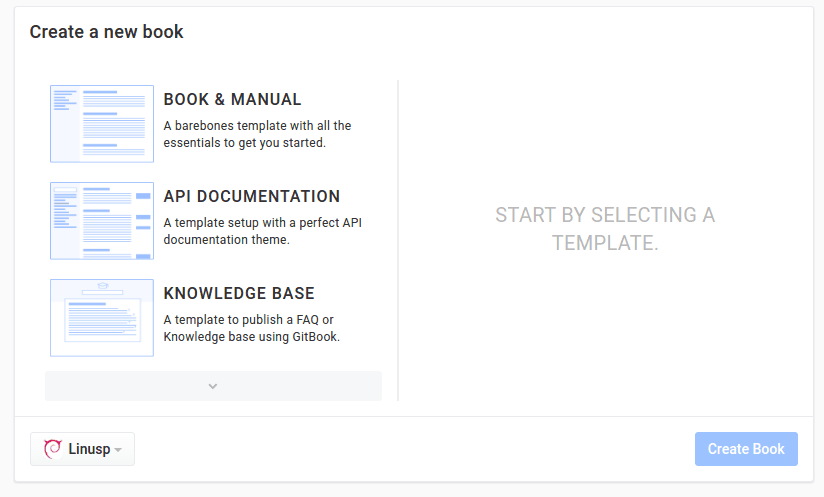 Create a new book
BOOK & MANUAL
A barebones template with all the
essentials to get you started.
API DOCUMENTATION
A template setup with a perfect API
documentation theme.
KNOWLEDGE BASE
A template to publish a FAQ or
Knowledge base using GitBook.
START BY SELECTING A
TEMPLATE.
Linusp
Create Book